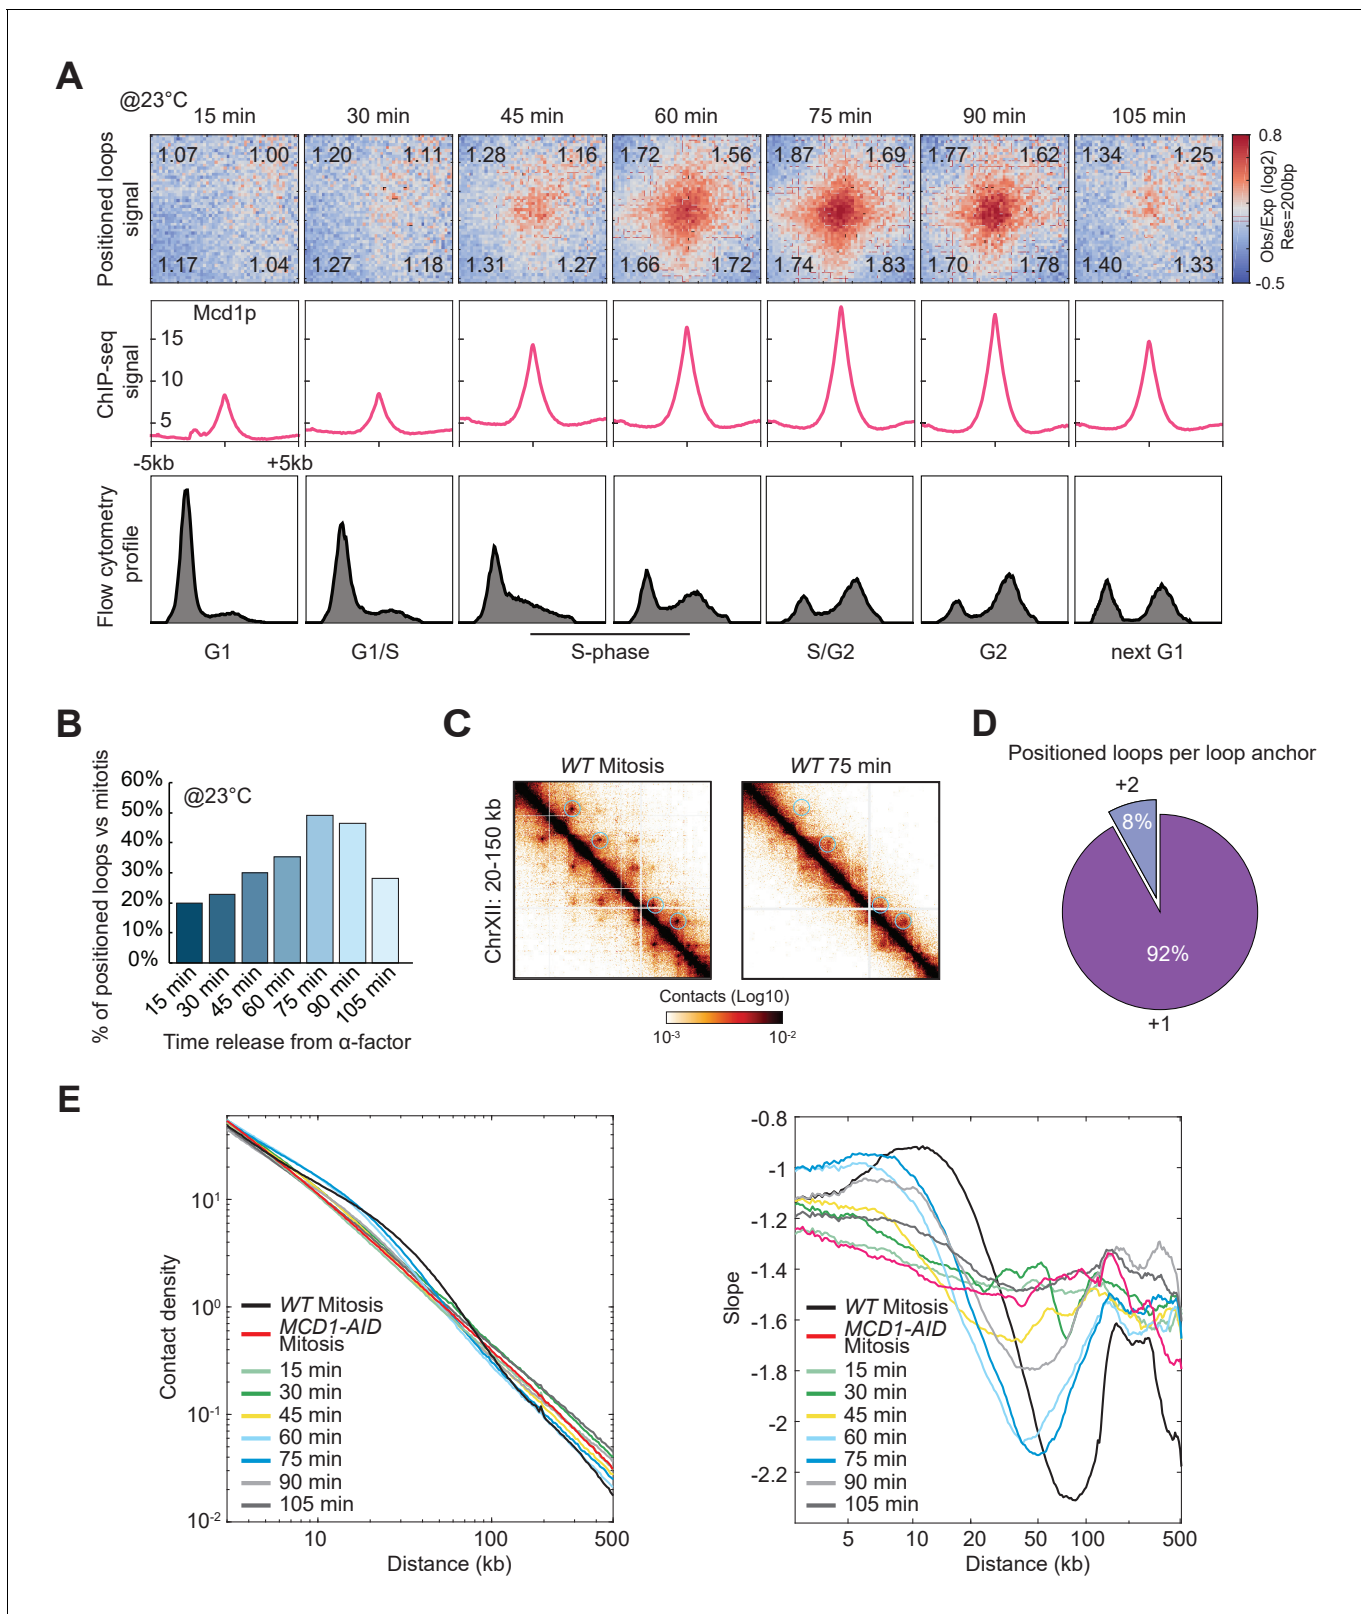 A
@23°C
15 min 30 min 45 min 60 min 75 min 90 min 105 min
Positioned loops
signal
1.07 1.00 1.20 1.11 1.28 1.16 1.72 1.56 1.87 1.69 1.77 1.62 1.34 1.25
1.17 1.04 1.27 1.18 1.31 1.27 1.66 1.72 1.74 1.83 1.70 1.78 1.40 1.33
0.8
-0.5
Obs/Exp (log2)
Res=200bp
ChIP-seq
signal
Mcd1p
15
10
5
-5kb +5kb
Flow cytometry
profile
G1 G1/S S-phase S/G2 G2 next G1
B
% of positioned loops vs mitotis
@23°C
60%
50%
40%
30%
20%
10%
0%
15 min 30 min 45 min 60 min 75 min 90 min 105 min
Time release from α-factor
C
WT Mitosis WT 75 min
ChrXII: 20-150 kb
Contacts (Log10)
10-3 10-2
D
Positioned loops per loop anchor
+2
8%
92%
+1
E
Contact density
10¹
10⁰
10-1
10-2
WT Mitosis
MCD1-AID
Mitosis
15 min
30 min
45 min
60 min
75 min
90 min
105 min
10 100 500
Distance (kb)
Slope
-0.8
-1
-1.2
-1.4
-1.6
-1.8
-2
-2.2
WT Mitosis
MCD1-AID
Mitosis
15 min
30 min
45 min
60 min
75 min
90 min
105 min
5 10 20 50 100 500
Distance (kb)